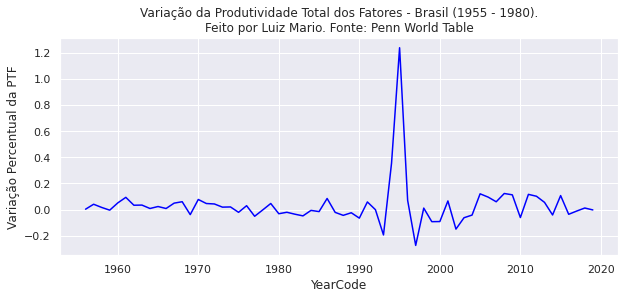 Variação da Produtividade Total dos Fatores - Brasil (1955 - 1980).
Feito por Luiz Mario. Fonte: Penn World Table
Variação Percentual da PTF
1.2
1.0
0.8
0.6
0.4
0.2
0.0
−0.2
1960 1970 1980 1990 2000 2010 2020
YearCode